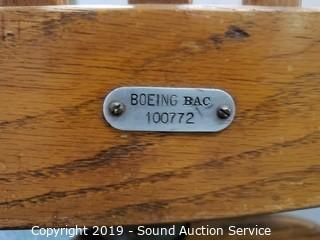 BOEING BAC
100772
Copyright 2019 - Sound Auction Service